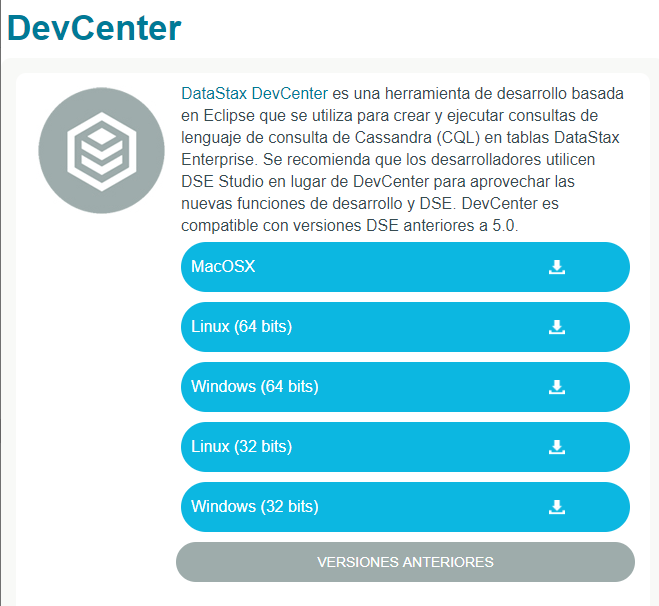 DevCenter
DataStax DevCenter es una herramienta de desarrollo basada
en Eclipse que se utiliza para crear y ejecutar consultas de
lenguaje de consulta de Cassandra (CQL) en tablas DataStax
Enterprise. Se recomienda que los desarrolladores utilicen
DSE Studio en lugar de DevCenter para aprovechar las
nuevas funciones de desarrollo y DSE. DevCenter es
compatible con versiones DSE anteriores a 5.0.
MacOSX
Linux (64 bits)
Windows (64 bits)
Linux (32 bits)
Windows (32 bits)
VERSIONES ANTERIORES